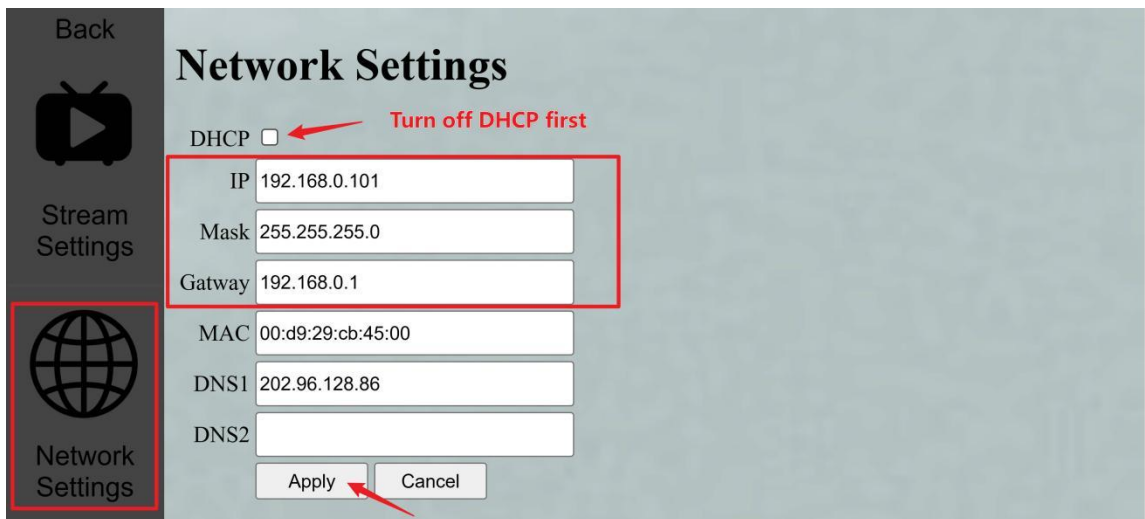 Back
Stream
Settings
Network
Settings
Network Settings
DHCP
Turn off DHCP first
IP 192.168.0.101
Mask 255.255.255.0
Gatway 192.168.0.1
MAC 00:d9:29:cb:45:00
DNS1 202.96.128.86
DNS2
Apply Cancel